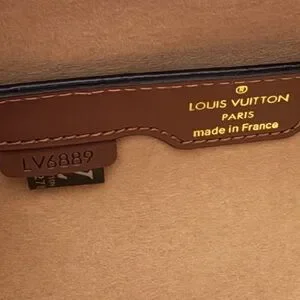 ®
LOUIS VUITTON
PARIS
made in France
LV6889